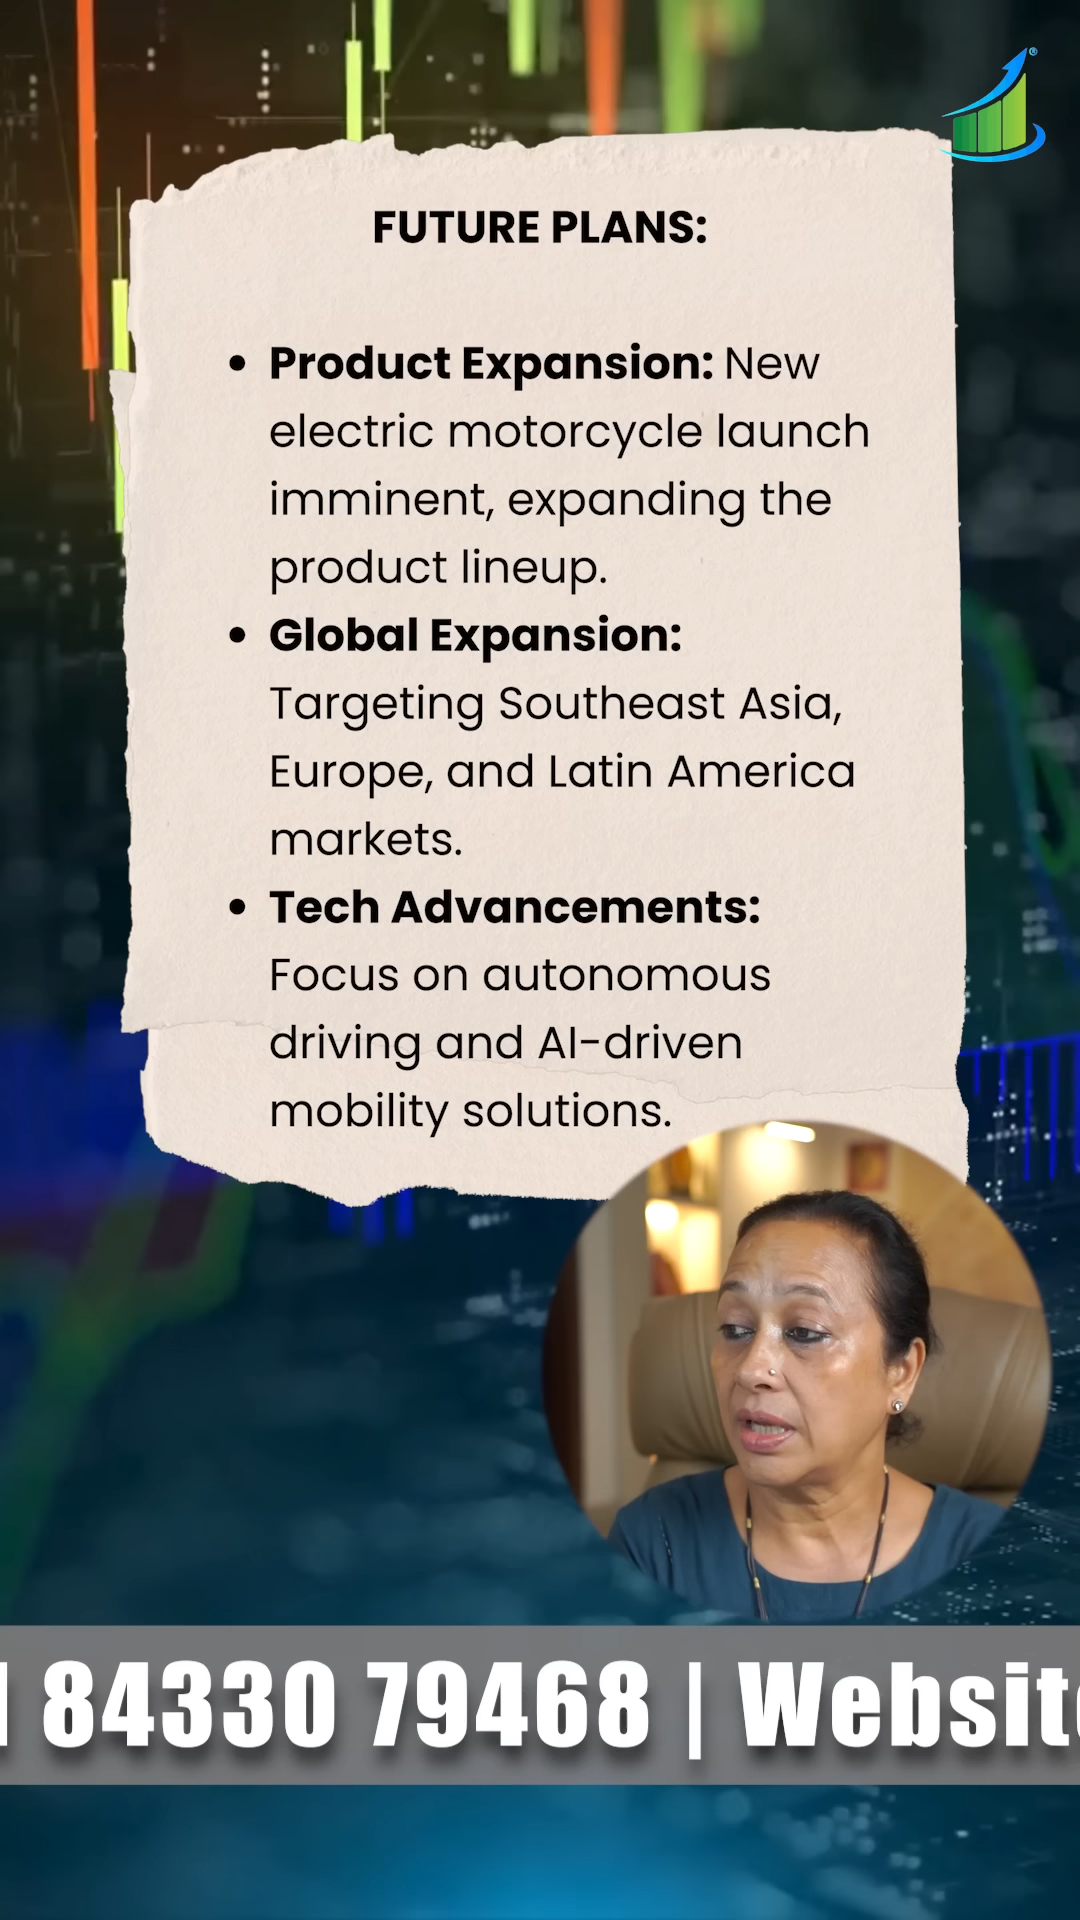 FUTURE PLANS:
• Product Expansion: New
electric motorcycle launch
imminent, expanding the
product lineup.
• Global Expansion:
Targeting Southeast Asia,
Europe, and Latin America
markets.
• Tech Advancements:
Focus on autonomous
driving and AI-driven
mobility solutions.
84330 79468 | Website